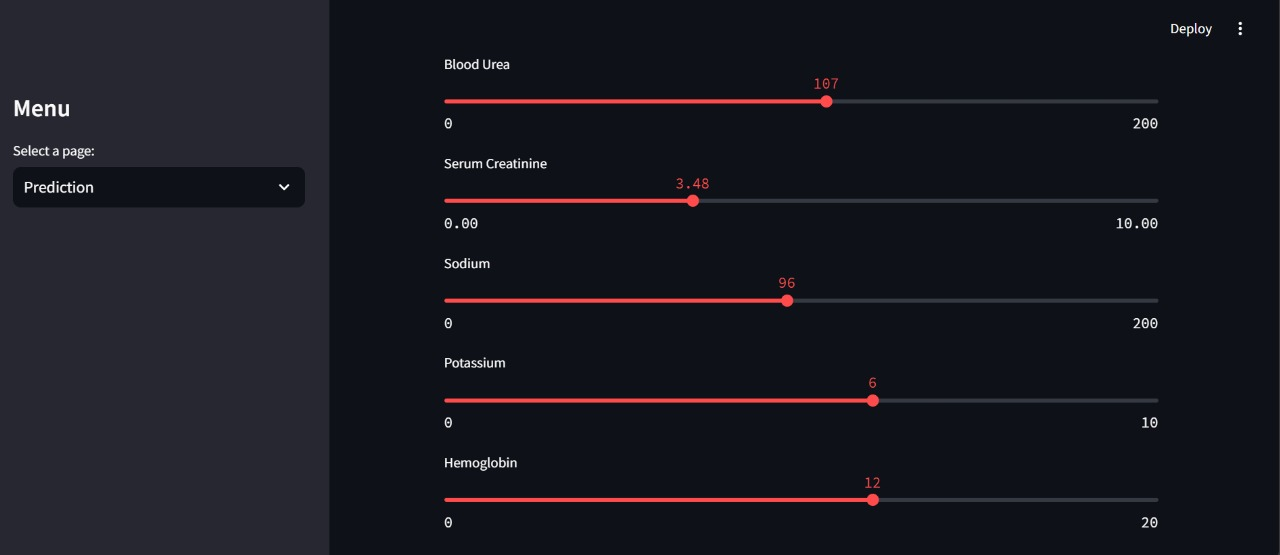 Deploy
Menu
Select a page:
Prediction
Blood Urea
107
0 200
Serum Creatinine
3.48
0.00 10.00
Sodium
96
0 200
Potassium
6
0 10
Hemoglobin
12
0 20